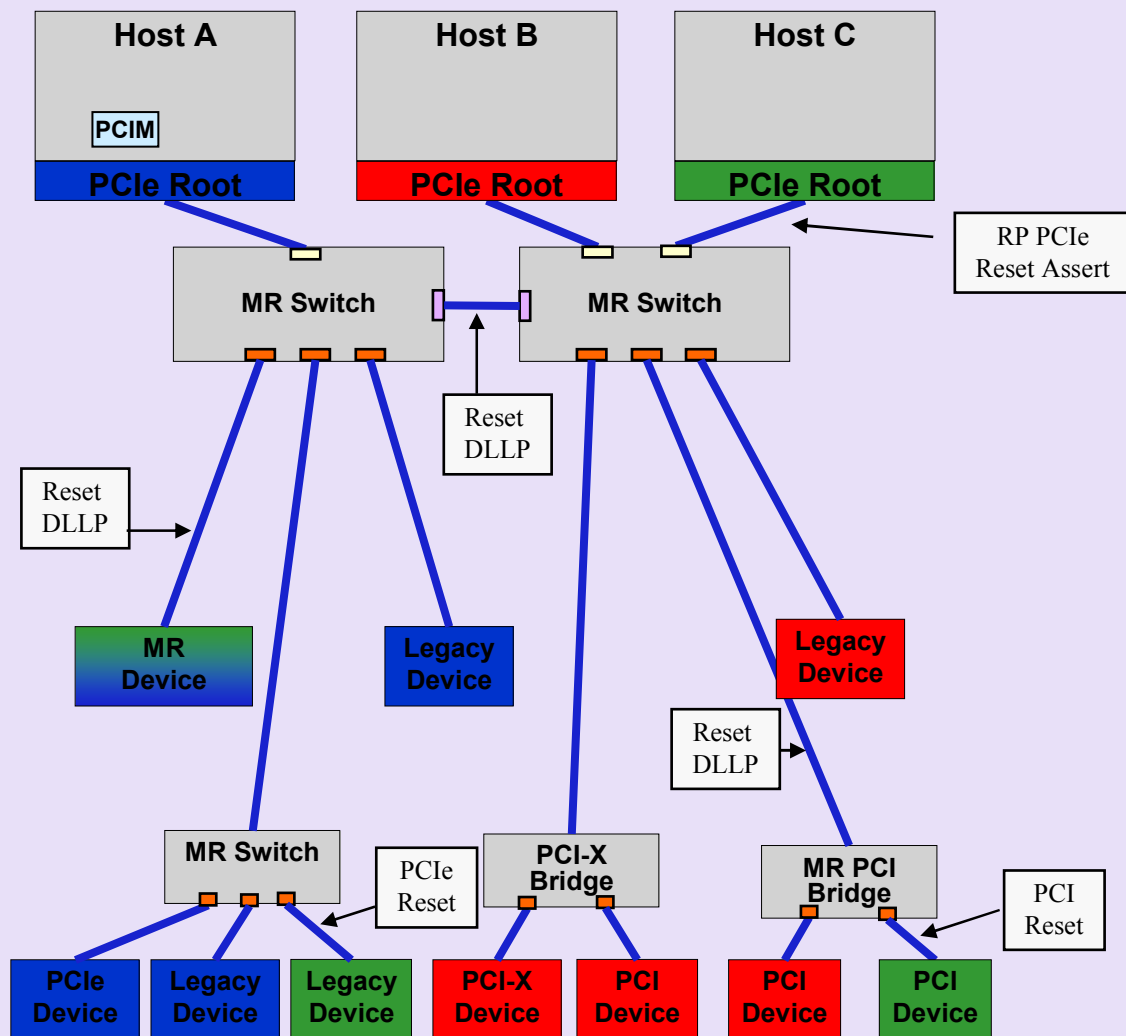 Host A
Host B
Host C
PCIM
PCIe Root
PCIe Root
PCIe Root
RP PCIe
Reset Assert
MR Switch
MR Switch
Reset
DLLP
Reset
DLLP
MR
Device
Legacy
Device
Legacy
Device
Reset
DLLP
MR Switch
PCIe
Reset
PCI-X
Bridge
MR PCI
Bridge
PCI
Reset
PCIe
Device
Legacy
Device
Legacy
Device
PCI-X
Device
PCI
Device
PCI
Device
PCI
Device